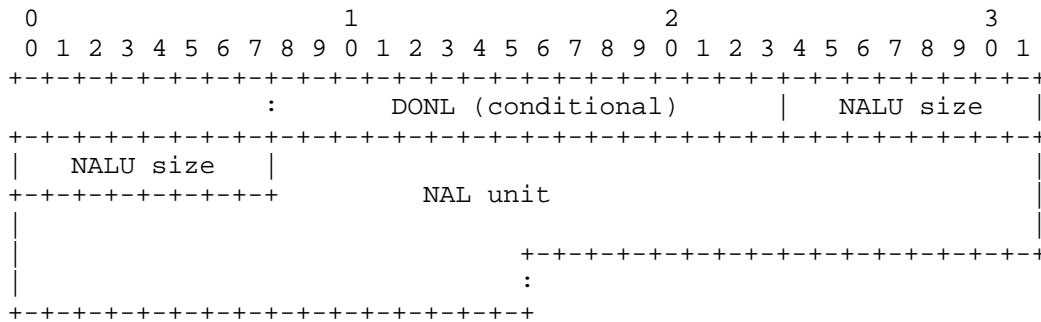 0                   1                   2                   3
 0 1 2 3 4 5 6 7 8 9 0 1 2 3 4 5 6 7 8 9 0 1 2 3 4 5 6 7 8 9 0 1
+-+-+-+-+-+-+-+-+-+-+-+-+-+-+-+-+-+-+-+-+-+-+-+-+-+-+-+-+-+-+-+-+
                :       DONL (conditional)      |   NALU size   |
+-+-+-+-+-+-+-+-+-+-+-+-+-+-+-+-+-+-+-+-+-+-+-+-+-+-+-+-+-+-+-+-+
|   NALU size   |                                               |
+-+-+-+-+-+-+-+-+         NAL unit                              |
|                                                               |
|                               +-+-+-+-+-+-+-+-+-+-+-+-+-+-+-+-+
|                               :
+-+-+-+-+-+-+-+-+-+-+-+-+-+-+-+-+